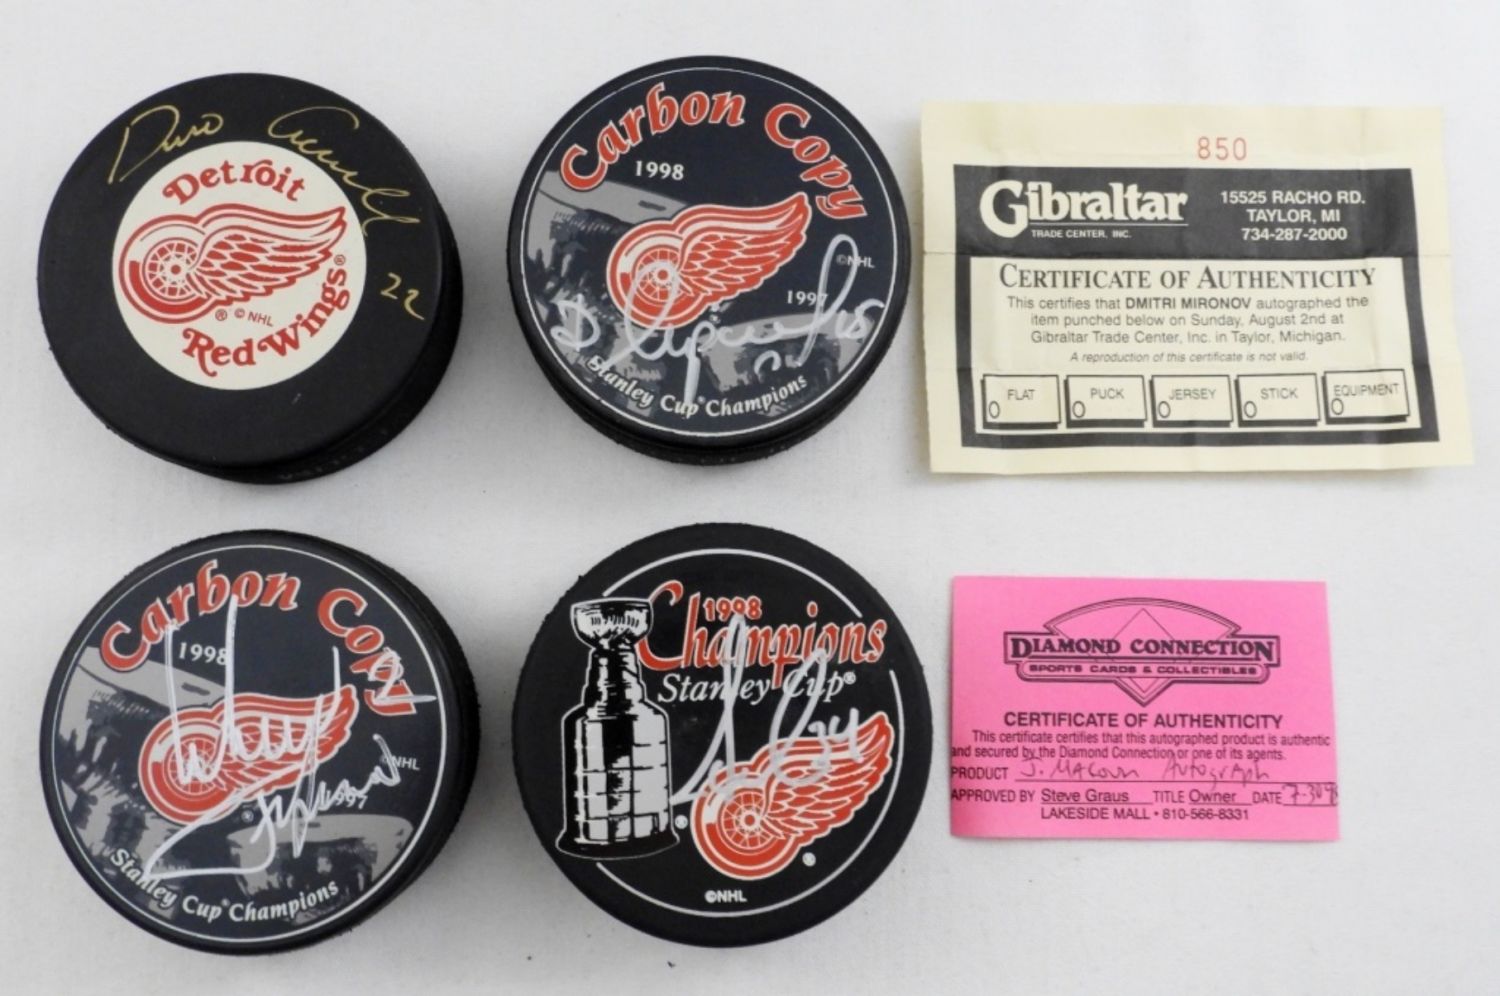 Dino Ciccarelli
22
Detroit
Red Wings®
® © NHL
Carbon Copy
1998
© NHL
1997
15
Stanley Cup® Champions
850
Gibraltar
TRADE CENTER, INC.
15525 RACHO RD.
TAYLOR, MI
734-287-2000
CERTIFICATE OF AUTHENTICITY
This certifies that DMITRI MIRONOV autographed the
item punched below on Sunday, August 2nd at
Gibraltar Trade Center, Inc. in Taylor, Michigan.
A reproduction of this certificate is not valid.
FLAT PUCK JERSEY STICK EQUIPMENT
Carbon Copy
1998
©NHL
1997
Stanley Cup® Champions
1998
Champions
Stanley Cup®
24
®
®
©NHL
DIAMOND CONNECTION
SPORTS CARDS & COLLECTIBLES
CERTIFICATE OF AUTHENTICITY
This certificate certifies that this autographed product is authentic
and secured by the Diamond Connection or one of its agents.
PRODUCT J. Macoun Autograph
APPROVED BY Steve Graus TITLE Owner DATE
LAKESIDE MALL • 810-566-8331